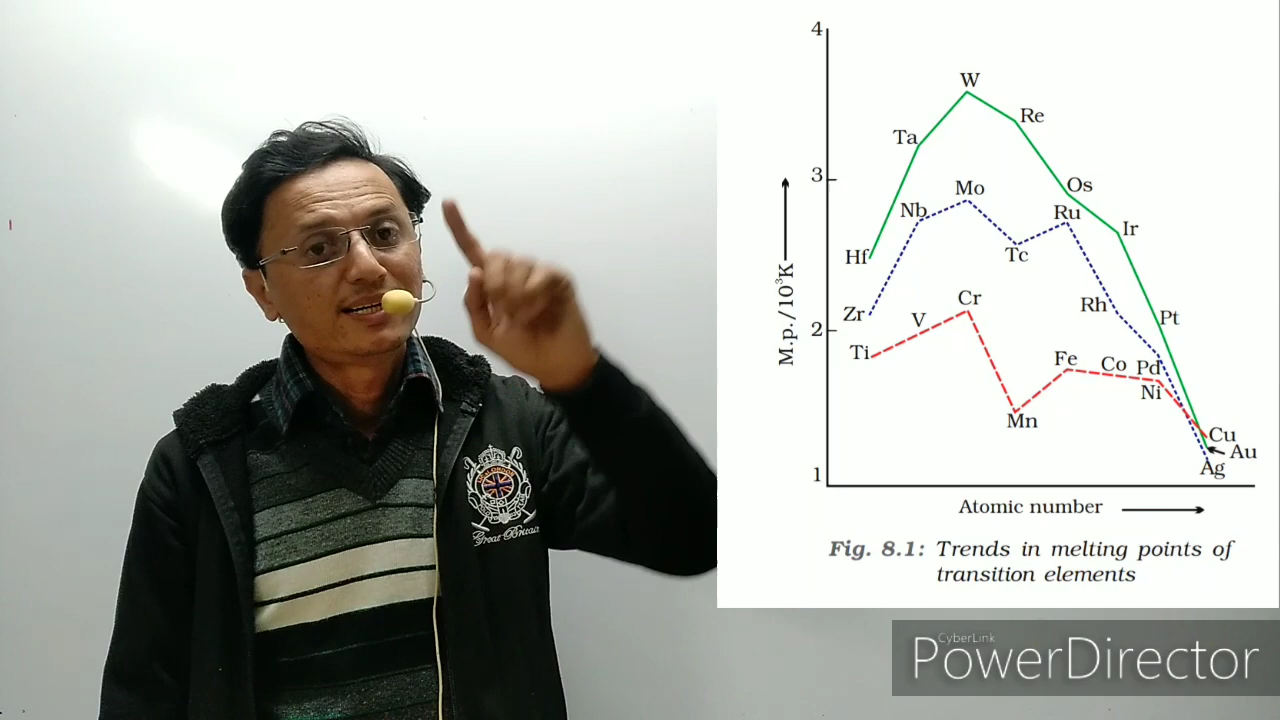 4
W
Re
Ta
3
Os
Mo
Nb
Ru
Ir
Tc
Hf
M.p./10³K
Cr
Rh
Zr
V
Pt
2
Ti
Fe
Co
Pd
Ni
Mn
Cu
Au
Ag
1
Atomic number
Fig. 8.1: Trends in melting points of
transition elements
Great Britain
CyberLink
PowerDirector